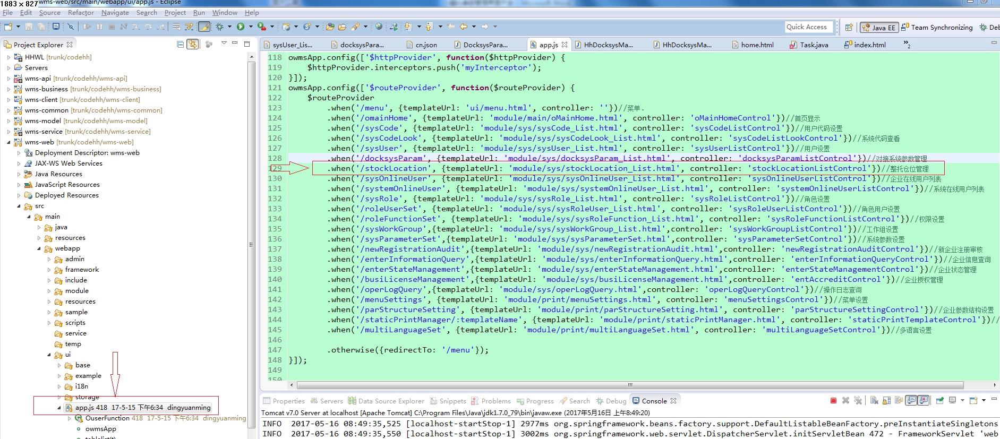 1883 × 827
wms-web/src/main/webapp/ui/app.js - Eclipse
File Edit Source Refactor Navigate Search Project Run Window Help
Quick Access
Java EE
Team Synchronizing
Deb
Project Explorer
HHWL [trunk/codehh]
Servers
wms-api [trunk/codehh/wms-api]
wms-business [trunk/codehh/wms-business]
wms-client [trunk/codehh/wms-client]
wms-common [trunk/codehh/wms-common]
wms-model [trunk/codehh/wms-model]
wms-service [trunk/codehh/wms-service]
wms-web [trunk/codehh/wms-web]
Deployment Descriptor: wms-web
JAX-WS Web Services
Java Resources
JavaScript Resources
Deployed Resources
src
main
java
resources
webapp
admin
framework
include
module
resources
sample
scripts
service
temp
ui
base
example
i18n
storage
app.js 418 17-5-15 下午6:34 dingyuanming
OuserFunction 418 17-5-15 下午6:34 dingyuanming
owmsApp
sysUser_Lis... docksysPara... cn.json DocksysPara... app.js HhDocksysMa... HhDocksysMa... home.html Task.java index.html »2
118 owmsApp.config(['$httpProvider', function($httpProvider) {
119 $httpProvider.interceptors.push('myInterceptor');
120 }]);
121 owmsApp.config(['$routeProvider', function($routeProvider) {
122 $routeProvider
123 .when('/menu', {templateUrl: 'ui/menu.html', controller: ''})//菜单.
124 .when('/omainHome', {templateUrl: 'module/main/oMainHome.html', controller: 'oMainHomeControl'})//首页显示
125 .when('/sysCode', {templateUrl: 'module/sys/sysCode_List.html', controller: 'sysCodeListControl'})//用户代码设置
126 .when('/sysCodeLook', {templateUrl: 'module/sys/sysCodeLook_List.html', controller: 'sysCodeListLookControl'})//系统代码查看
127 .when('/sysUser', {templateUrl: 'module/sys/sysUser_List.html', controller: 'sysUserListControl'})//用户设置
128 .when('/docksysParam', {templateUrl: 'module/sys/docksysParam_List.html', controller: 'docksysParamListControl'})//对接系统参数管理
129 .when('/stockLocation', {templateUrl: 'module/sys/stockLocation_List.html', controller: 'stockLocationListControl'})//整托仓位管理
130 .when('/sysOnlineUser', {templateUrl: 'module/sys/sysOnlineUser_List.html', controller: 'sysOnlineUserListControl'})//企业在线用户列表
131 .when('/systemOnlineUser', {templateUrl: 'module/sys/systemOnlineUser_List.html', controller: 'systemOnlineUserListControl'})//系统在线用户列表
132 .when('/sysRole', {templateUrl: 'module/sys/sysRole_List.html', controller: 'sysRoleListControl'})//角色设置
133 .when('/roleUserSet', {templateUrl: 'module/sys/sysRoleUser_List.html', controller: 'sysRoleUserListControl'})//角色用户设置
134 .when('/roleFunctionSet', {templateUrl: 'module/sys/sysRoleFunction_List.html', controller: 'sysRoleFunctionListControl'})//权限设置
135 .when('/sysWorkGroup',{templateUrl: 'module/sys/sysWorkGroup_List.html',controller: 'sysWorkGroupListControl'})//工作组设置
136 .when('/sysParameterSet',{templateUrl: 'module/sys/sysParameterSet.html',controller: 'sysParameterSetControl'})//系统参数设置
137 .when('/newRegistrationAudit',{templateUrl: 'module/sys/newRegistrationAudit.html',controller: 'newRegistrationAuditControl'})//新企业注册审核
138 .when('/enterInformationQuery',{templateUrl: 'module/sys/enterInformationQuery.html',controller: 'enterInformationQueryControl'})//企业信息查询
139 .when('/enterStateManagement',{templateUrl: 'module/sys/enterStateManagement.html',controller: 'enterStateManagementControl'})//企业状态管理
140 .when('/busiLicenseManagement',{templateUrl: 'module/sys/busiLicenseManagement.html',controller: 'entAccreditControl'})//企业授权管理
141 .when('/operLogQuery',{templateUrl: 'module/sys/operLogQuery.html',controller: 'operLogQueryControl'})//操作日志查询
142 .when('/menuSettings', {templateUrl: 'module/print/menuSettings.html', controller: 'menuSettingsControl'})//菜单设置
143 .when('/parStructureSetting', {templateUrl: 'module/print/parStructureSetting.html', controller: 'parStructureSettingControl'})//企业参数结构设置
144 .when('/staticPrintManager/:templateName', {templateUrl: 'module/print/staticPrintManager.html', controller: 'staticPrintTemplateControl'})//
145 .when('/multiLanguageSet', {templateUrl: 'module/print/multiLanguageSet.html', controller: 'multiLanguageSetControl'})//多语言设置
146
147 .otherwise({redirectTo: '/menu'});
148 }]);
149
150
Properties Servers Data Source Explorer Snippets Problems Progress Search Debug Console
Tomcat v7.0 Server at localhost [Apache Tomcat] C:\Program Files\Java\jdk1.7.0_79\bin\javaw.exe (2017年5月16日 上午8:49:20)
INFO 2017-05-16 08:49:35,525 [localhost-startStop-1] 2977ms org.springframework.beans.factory.support.DefaultListableBeanFactory.preInstantiateSingletons
INFO 2017-05-16 08:49:35,550 [localhost-startStop-1] 3002ms org.springframework.web.servlet.DispatcherServlet.initServletBean 472 - FrameworkServlet 'web